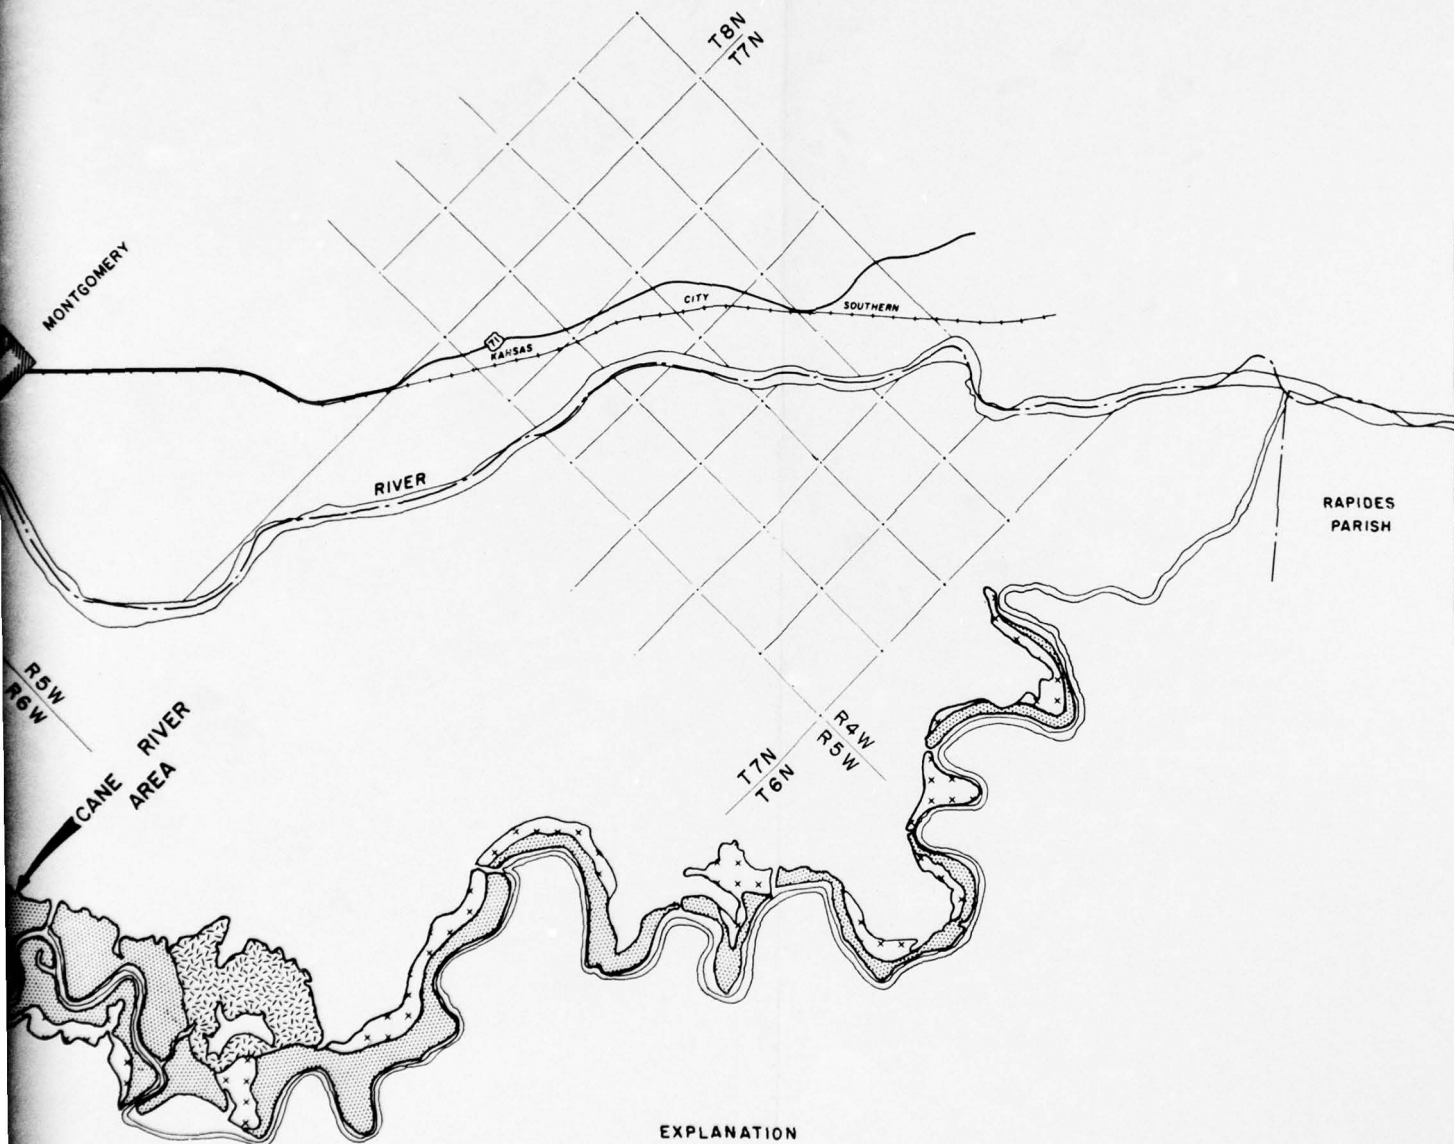 T8N
T7N
MONTGOMERY
CITY
SOUTHERN
71
KANSAS
RIVER
RAPIDES
PARISH
R5W
R6W
CANE RIVER
AREA
R4W
R5W
T7N
T6N
EXPLANATION